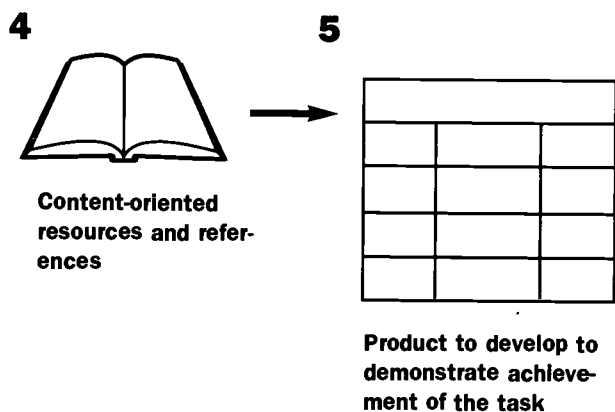 4
5
Content-oriented
resources and refer-
ences
Product to develop to
demonstrate achieve-
ment of the task